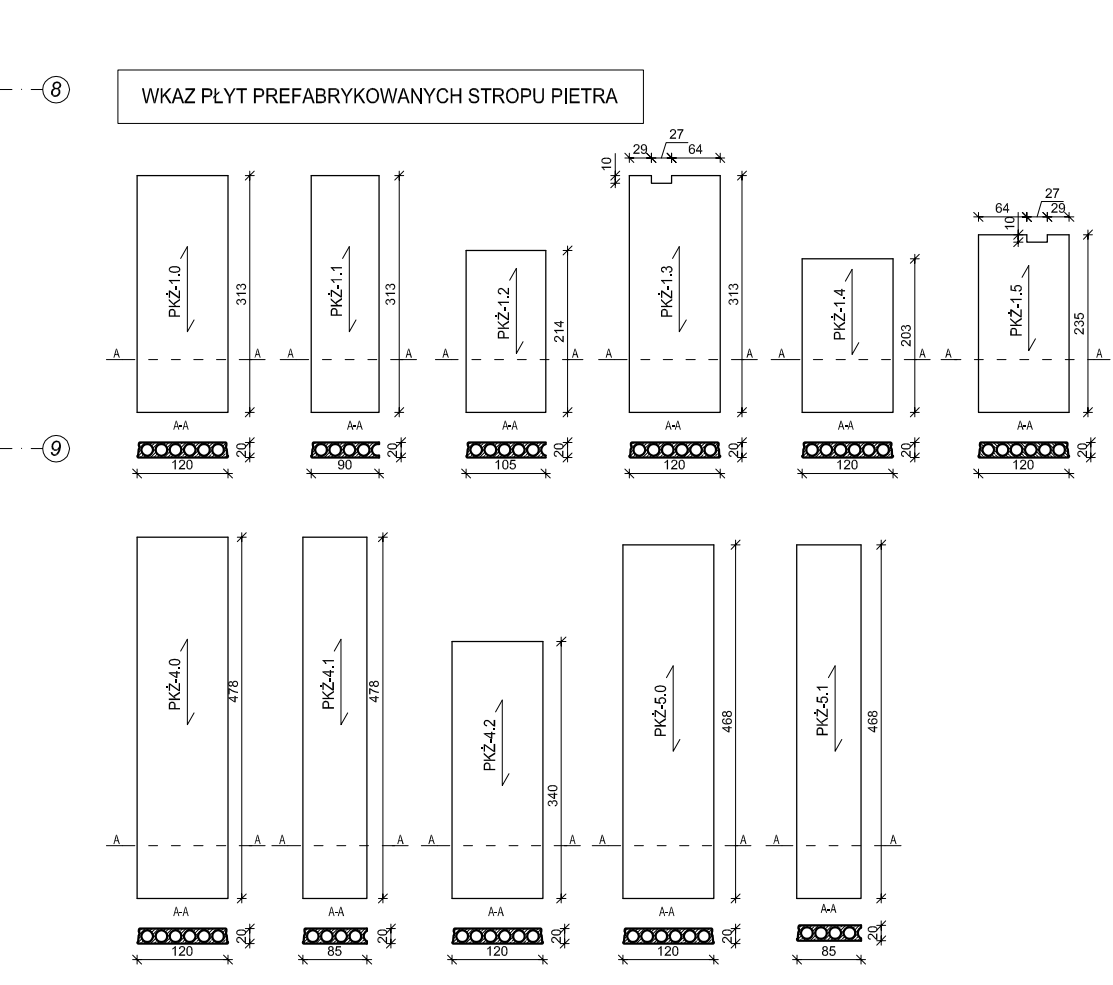 8
WKAZ PŁYT PREFABRYKOWANYCH STROPU PIETRA
27
29 64
10
27
64 29
10
PKŻ-1.0
313
PKŻ-1.1
313
PKŻ-1.2
214
PKŻ-1.3
313
PKŻ-1.4
203
PKŻ-1.5
235
A A A A A A A A A A A A
A-A A-A A-A A-A A-A A-A
9
20 20 20 20 20 20
120 90 105 120 120 120
PKŻ-4.0
478
PKŻ-4.1
478
PKŻ-4.2
340
PKŻ-5.0
468
PKŻ-5.1
468
A A A A A A A A A A
A-A A-A A-A A-A A-A
20 20 20 20 20
120 85 120 120 85